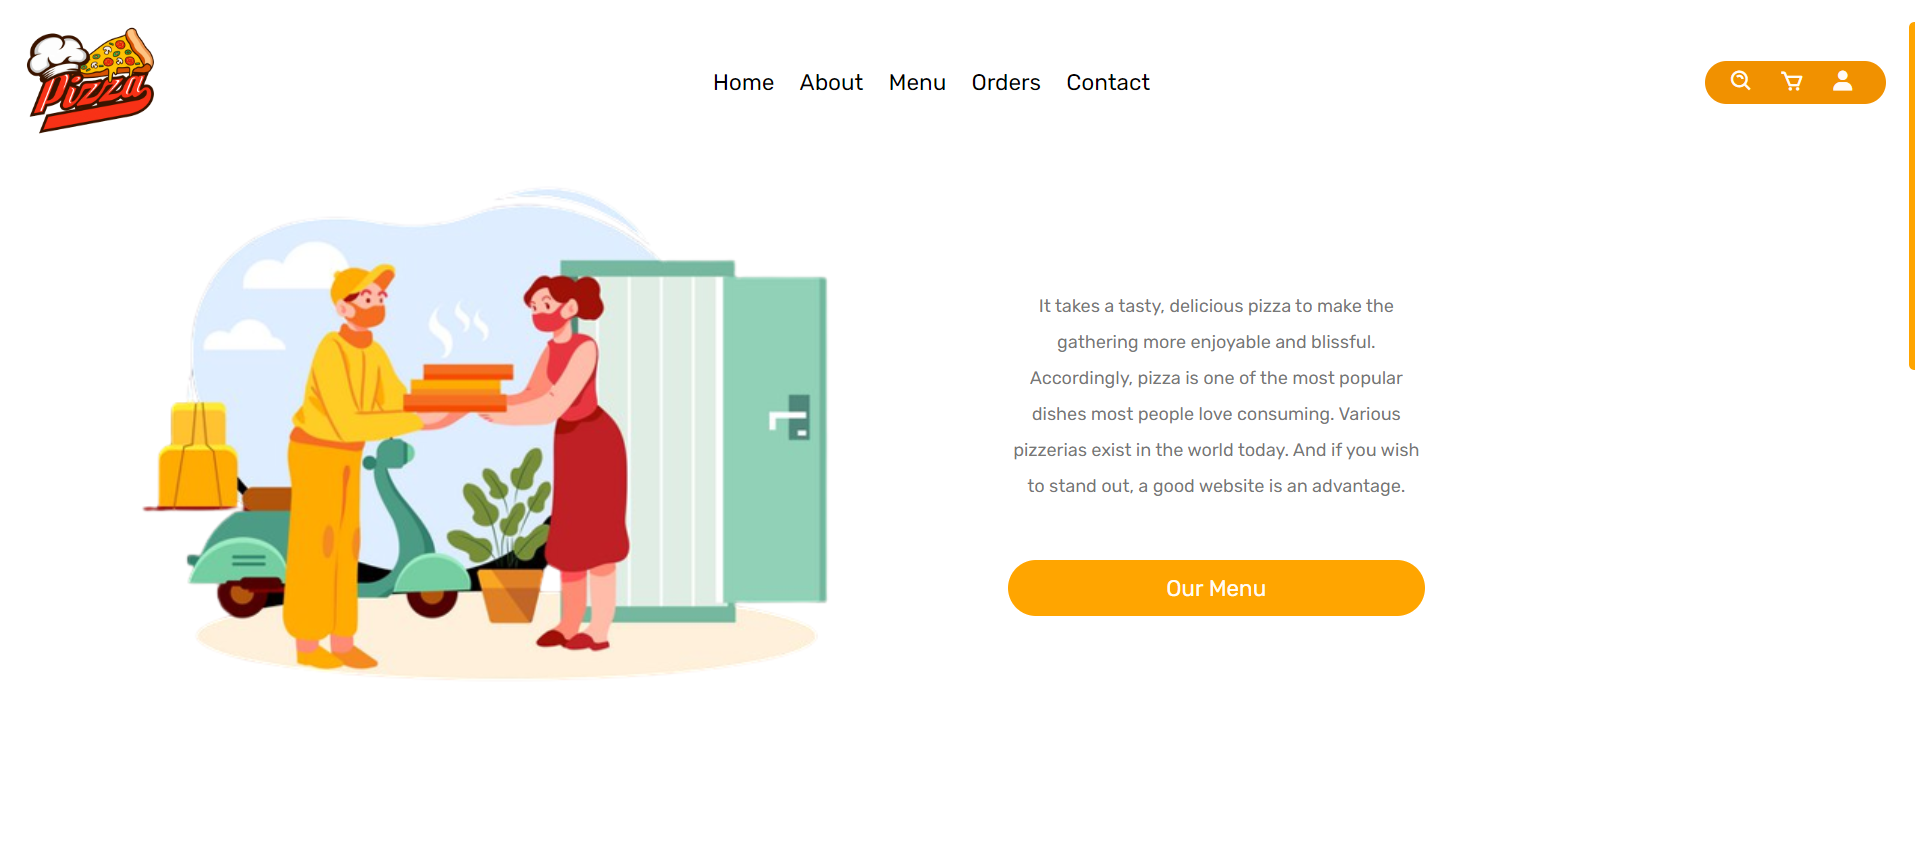 Pizza
Home About Menu Orders Contact
It takes a tasty, delicious pizza to make the
gathering more enjoyable and blissful.
Accordingly, pizza is one of the most popular
dishes most people love consuming. Various
pizzerias exist in the world today. And if you wish
to stand out, a good website is an advantage.
Our Menu